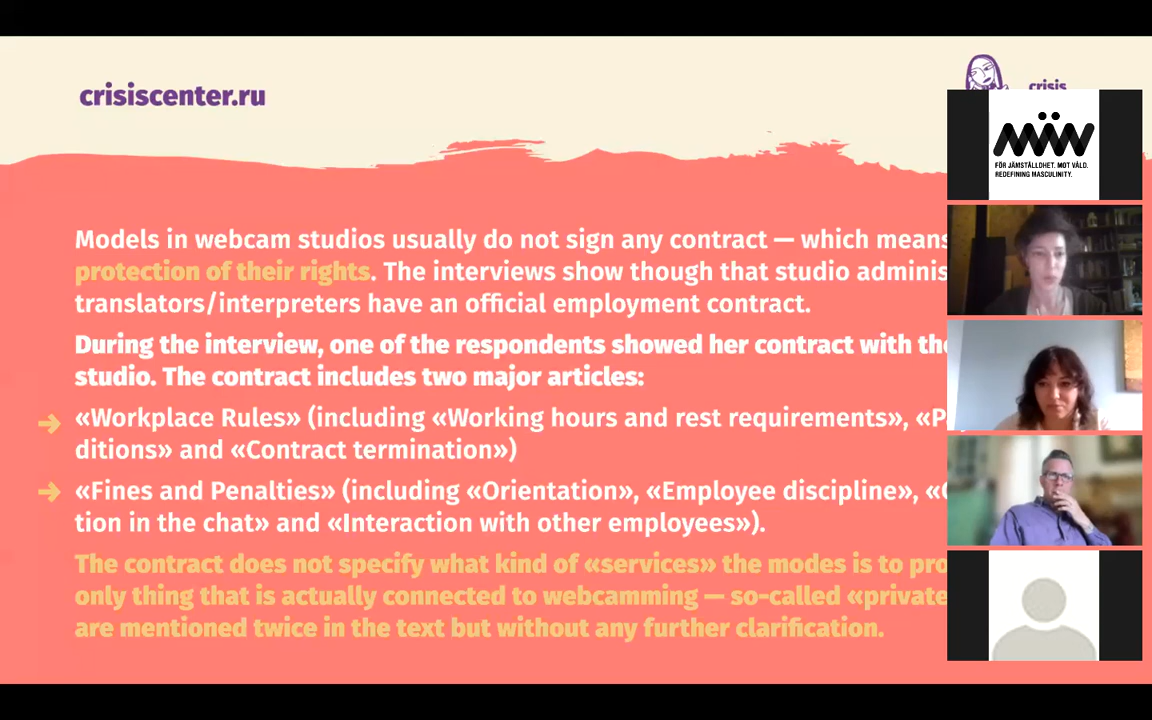 crisiscenter.ru
crisis
MÄN
FÖR JÄMSTÄLLDHET. MOT VÅLD.
REDEFINING MASCULINITY.
Models in webcam studios usually do not sign any contract — which means
protection of their rights. The interviews show though that studio adminis
translators/interpreters have an official employment contract.
During the interview, one of the respondents showed her contract with the
studio. The contract includes two major articles:
→ «Workplace Rules» (including «Working hours and rest requirements», «P
ditions» and «Contract termination»)
→ «Fines and Penalties» (including «Orientation», «Employee discipline», «
tion in the chat» and «Interaction with other employees»).
The contract does not specify what kind of «services» the modes is to pro
only thing that is actually connected to webcamming — so-called «private
are mentioned twice in the text but without any further clarification.